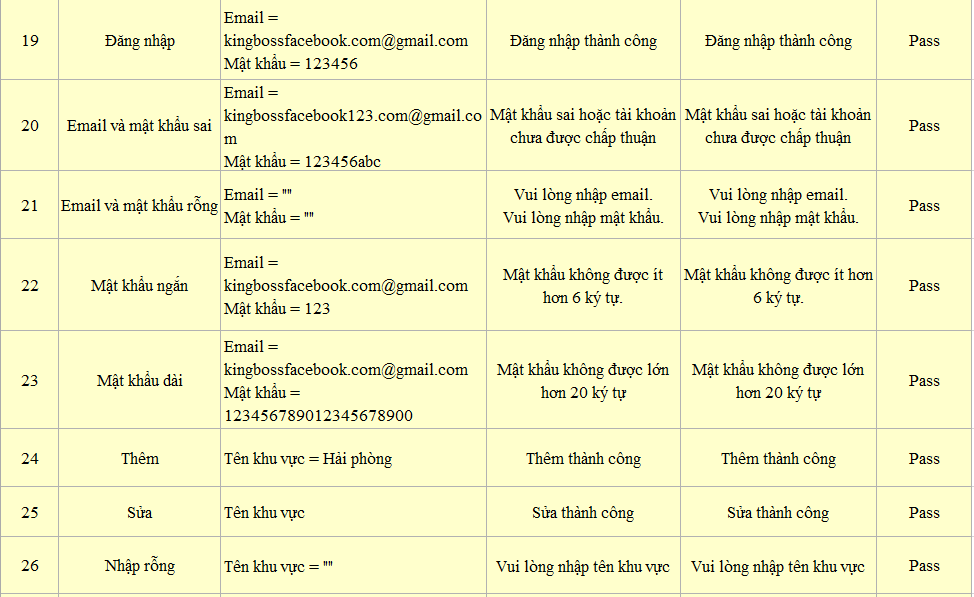 19
Đăng nhập
Email =
kingbossfacebook.com@gmail.com
Mật khẩu = 123456
Đăng nhập thành công
Đăng nhập thành công
Pass
20
Email và mật khẩu sai
Email =
kingbossfacebook123.com@gmail.co
m
Mật khẩu = 123456abc
Mật khẩu sai hoặc tài khoản
chưa được chấp thuận
Mật khẩu sai hoặc tài khoản
chưa được chấp thuận
Pass
21
Email và mật khẩu rỗng
Email = ""
Mật khẩu = ""
Vui lòng nhập email.
Vui lòng nhập mật khẩu.
Vui lòng nhập email.
Vui lòng nhập mật khẩu.
Pass
22
Mật khẩu ngắn
Email =
kingbossfacebook.com@gmail.com
Mật khẩu = 123
Mật khẩu không được ít
hơn 6 ký tự.
Mật khẩu không được ít hơn
6 ký tự.
Pass
23
Mật khẩu dài
Email =
kingbossfacebook.com@gmail.com
Mật khẩu =
123456789012345678900
Mật khẩu không được lớn
hơn 20 ký tự
Mật khẩu không được lớn
hơn 20 ký tự
Pass
24
Thêm
Tên khu vực = Hải phòng
Thêm thành công
Thêm thành công
Pass
25
Sửa
Tên khu vực
Sửa thành công
Sửa thành công
Pass
26
Nhập rỗng
Tên khu vực = ""
Vui lòng nhập tên khu vực
Vui lòng nhập tên khu vực
Pass